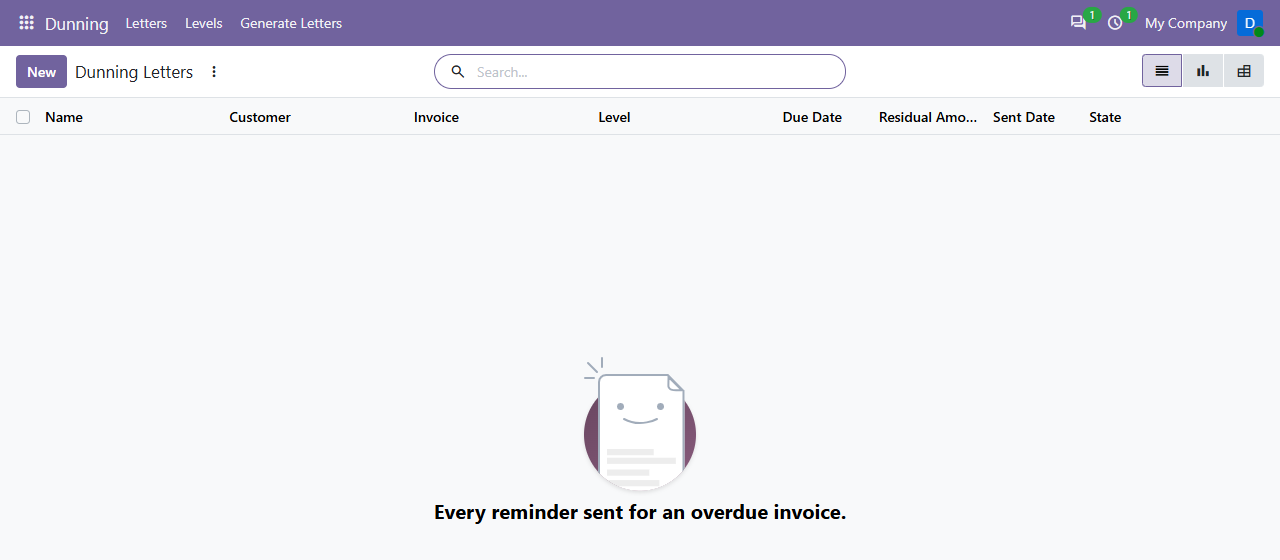 Dunning Letters Levels Generate Letters 1 1 My Company D
New Dunning Letters Search...
Name Customer Invoice Level Due Date Residual Amo... Sent Date State
Every reminder sent for an overdue invoice.